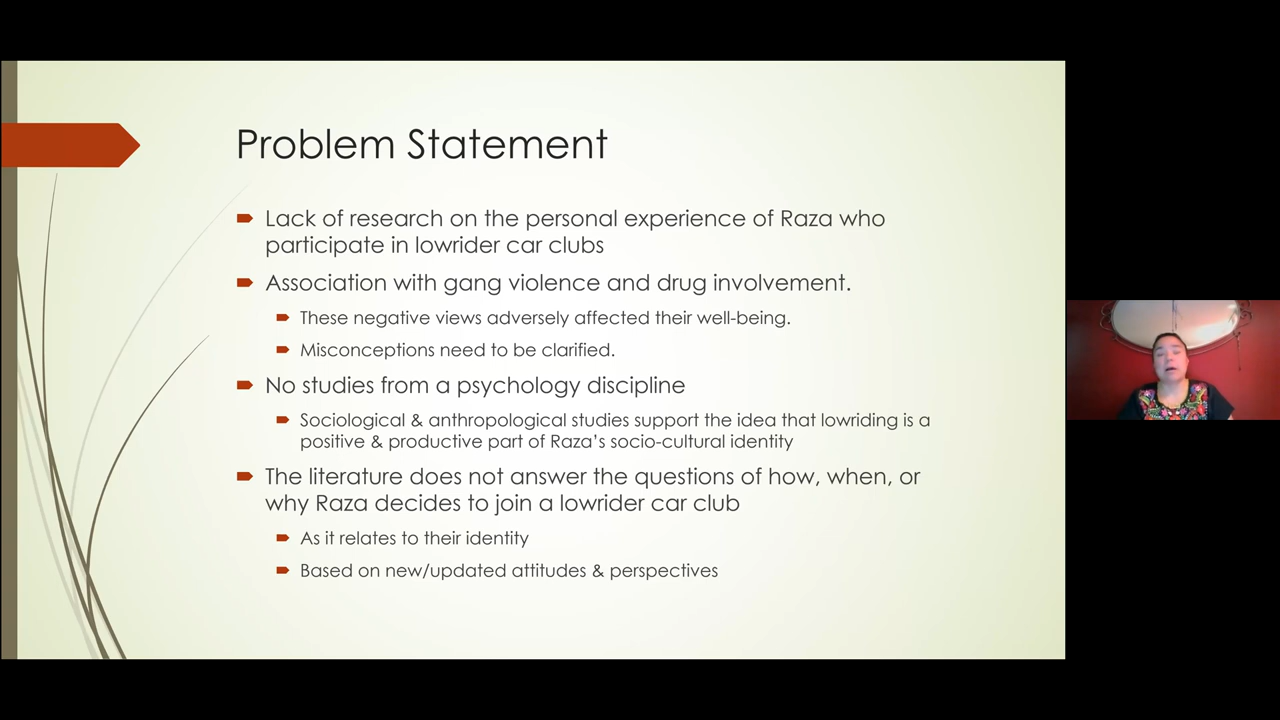 Problem Statement
Lack of research on the personal experience of Raza who
participate in lowrider car clubs
Association with gang violence and drug involvement.
These negative views adversely affected their well-being.
Misconceptions need to be clarified.
No studies from a psychology discipline
Sociological & anthropological studies support the idea that lowriding is a
positive & productive part of Raza’s socio-cultural identity
The literature does not answer the questions of how, when, or
why Raza decides to join a lowrider car club
As it relates to their identity
Based on new/updated attitudes & perspectives